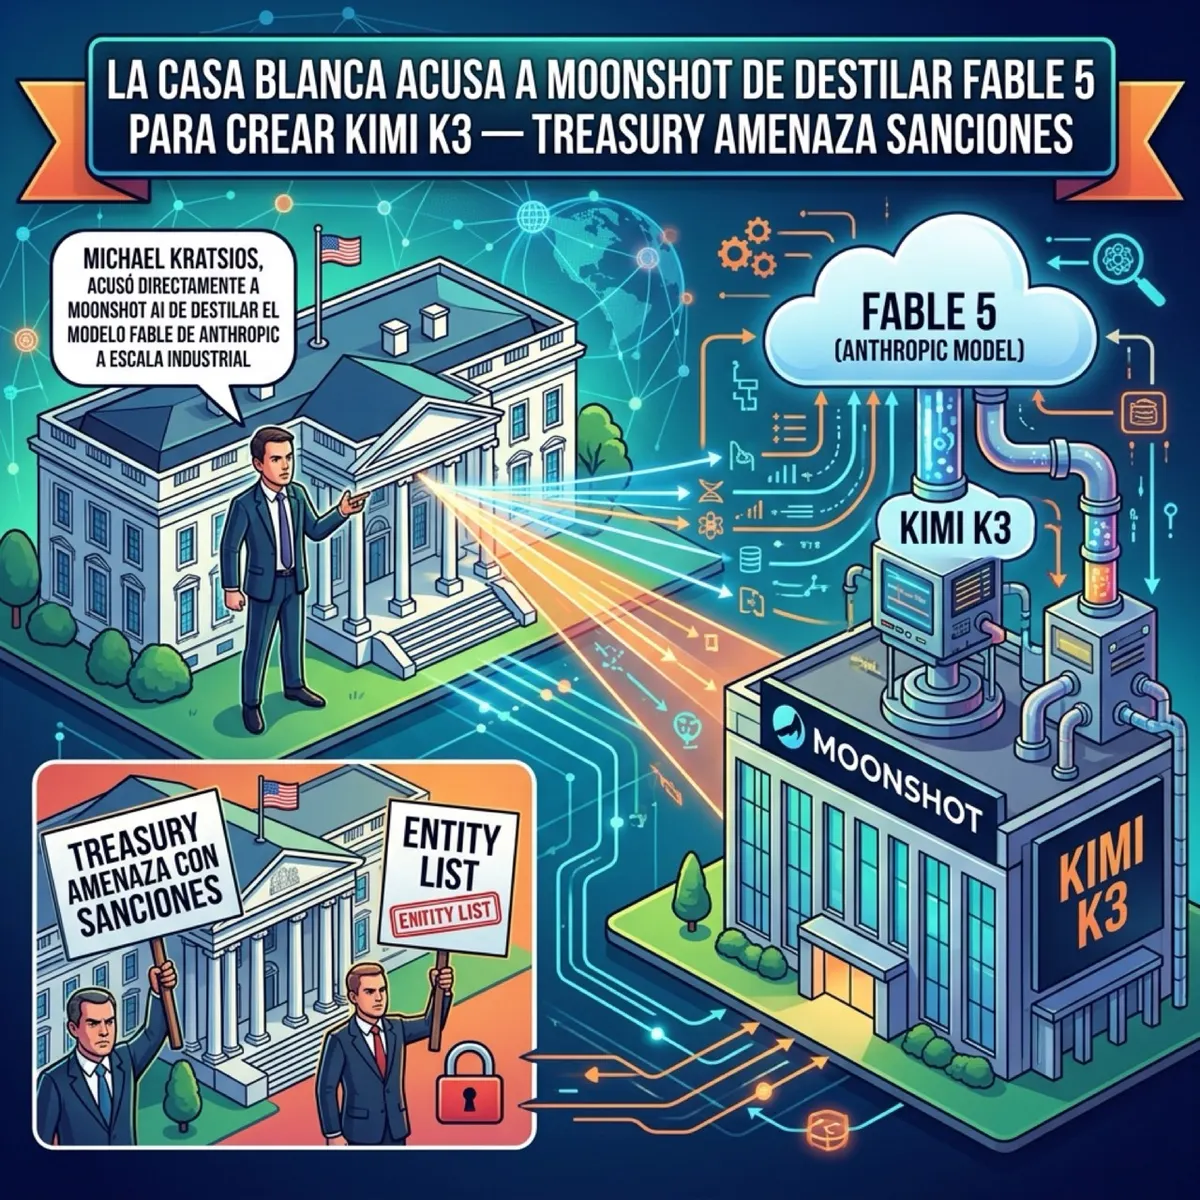 LA CASA BLANCA ACUSA A MOONSHOT DE DESTILAR FABLE 5
PARA CREAR KIMI K3 — TREASURY AMENAZA SANCIONES
MICHAEL KRATSIOS,
ACUSÓ DIRECTAMENTE A
MOONSHOT AI DE DESTILAR EL
MODELO FABLE DE ANTHROPIC
A ESCALA INDUSTRIAL
FABLE 5
(ANTHROPIC MODEL)
KIMI K3
MOONSHOT
KIMI
K3
TREASURY
AMENAZA CON
SANCIONES
ENTITY
LIST
ENTITY LIST